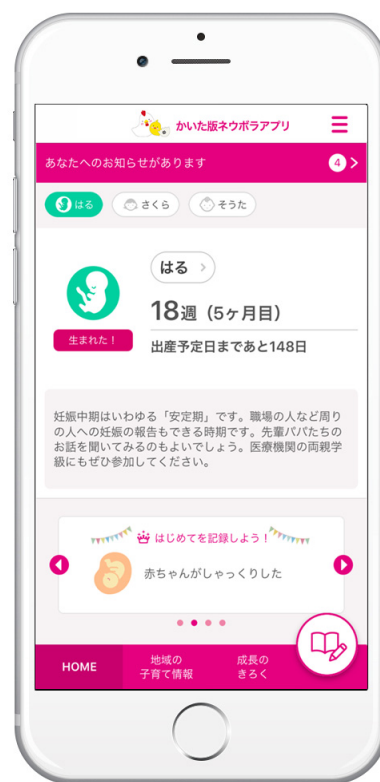 かいた版ネウボラアプリ
あなたへのお知らせがあります 4
はる さくら そうた
はる
18週（5ヶ月目）
生まれた！
出産予定日まであと148日
妊娠中期はいわゆる「安定期」です。職場の人など周り
の人への妊娠の報告もできる時期です。先輩パパたちの
お話を聞いてみるのもよいでしょう。医療機関の両親学
級にもぜひ参加してください。
はじめてを記録しよう！
赤ちゃんがしゃっくりした
HOME
地域の
子育て情報
成長の
きろく